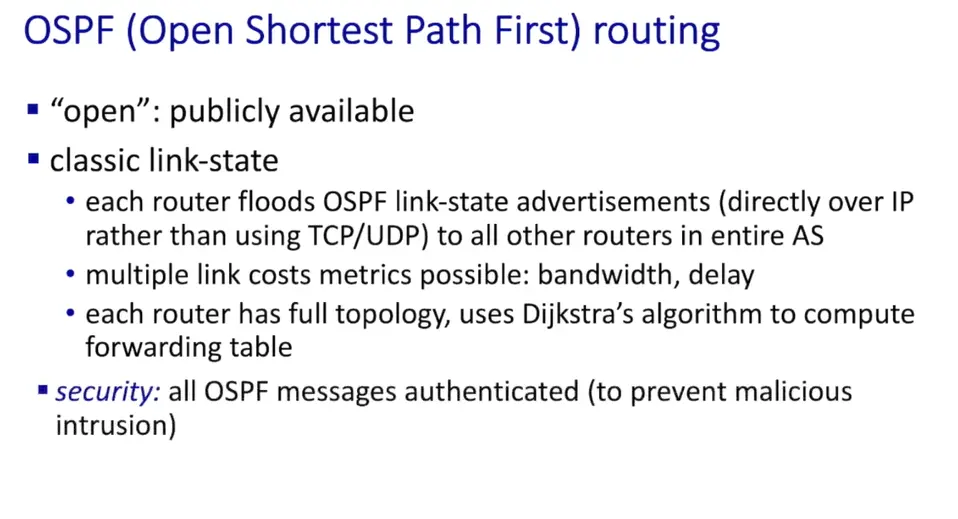 OSPF (Open Shortest Path First) routing
▪ “open”: publicly available
▪ classic link-state
• each router floods OSPF link-state advertisements (directly over IP
rather than using TCP/UDP) to all other routers in entire AS
• multiple link costs metrics possible: bandwidth, delay
• each router has full topology, uses Dijkstra’s algorithm to compute
forwarding table
▪ security: all OSPF messages authenticated (to prevent malicious
intrusion)